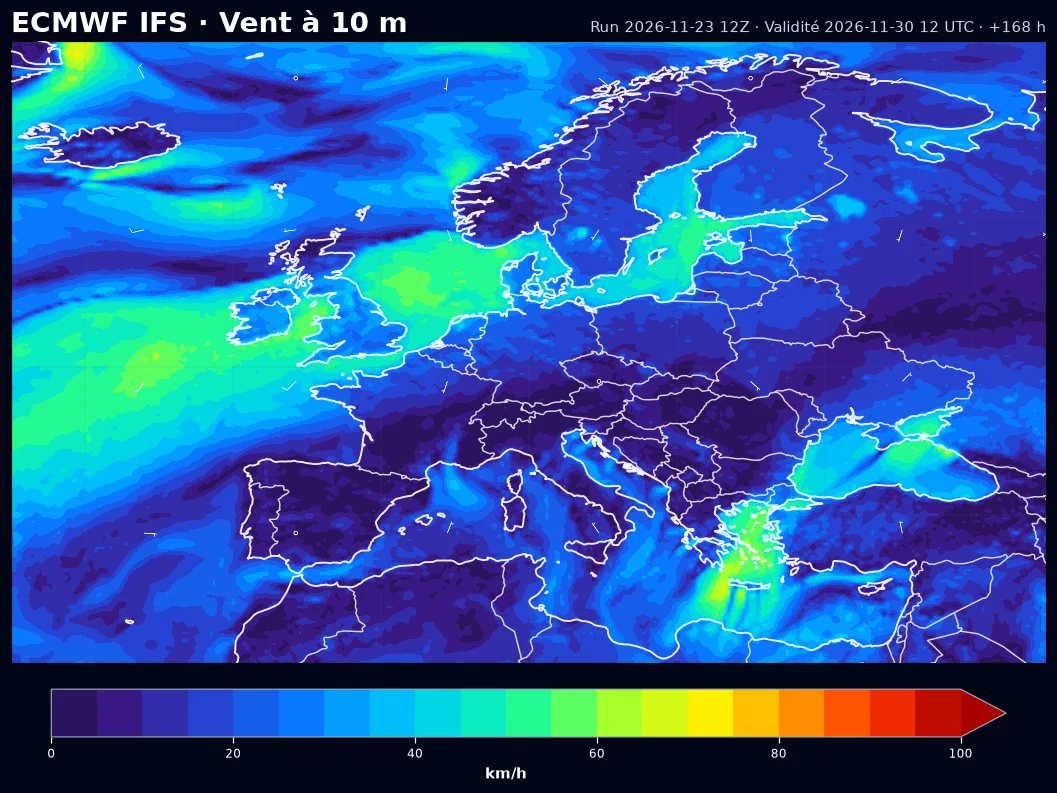 ECMWF IFS · Vent à 10 m
Run 2026-11-23 12Z · Validité 2026-11-30 12 UTC · +168 h
0 20 40 60 80 100
km/h